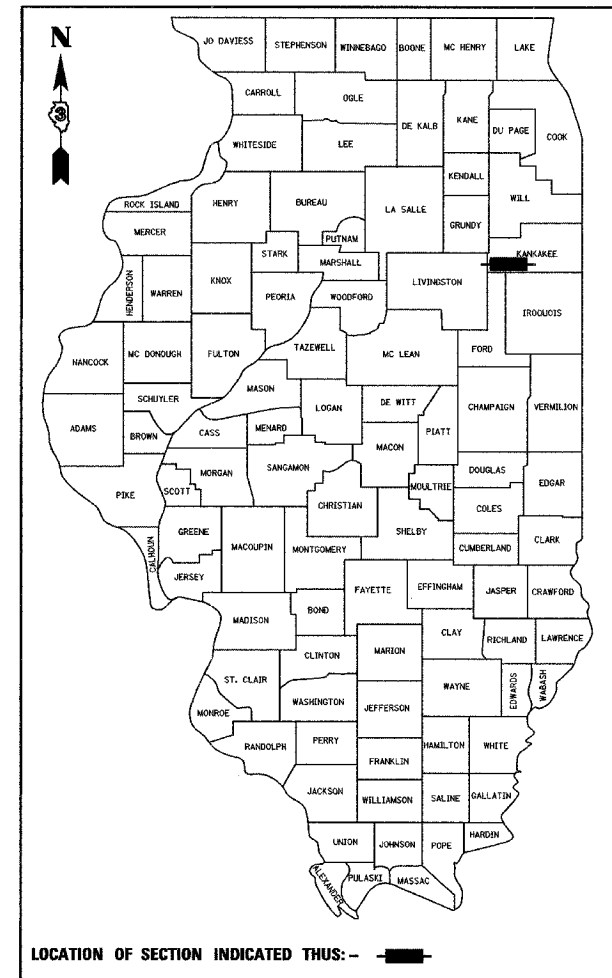 JO DAVIESS STEPHENSON WINNEBAGO BOONE MC HENRY LAKE
N
CARROLL OGLE DE KALB KANE DU PAGE COOK
3
WHITESIDE LEE
KENDALL WILL
ROCK ISLAND HENRY BUREAU LA SALLE GRUNDY
MERCER PUTNAM
STARK MARSHALL KANKAKEE
HENDERSON WARREN KNOX PEORIA WOODFORD LIVINGSTON
IROQUOIS
HANCOCK MC DONOUGH FULTON TAZEWELL MC LEAN FORD
MASON
SCHUYLER LOGAN DE WITT CHAMPAIGN VERMILION
ADAMS BROWN CASS MENARD MACON PIATT
MORGAN SANGAMON DOUGLAS EDGAR
PIKE SCOTT CHRISTIAN MOULTRIE COLES
GREENE MACOUPIN MONTGOMERY SHELBY CUMBERLAND CLARK
CALHOUN JERSEY
FAYETTE EFFINGHAM JASPER CRAWFORD
MADISON BOND
CLAY RICHLAND LAWRENCE
CLINTON MARION
ST. CLAIR WAYNE EDWARDS WABASH
WASHINGTON JEFFERSON
MONROE
RANDOLPH PERRY HAMILTON WHITE
FRANKLIN
JACKSON WILLIAMSON SALINE GALLATIN
UNION JOHNSON POPE HARDIN
ALEXANDER PULASKI MASSAC
LOCATION OF SECTION INDICATED THUS: –